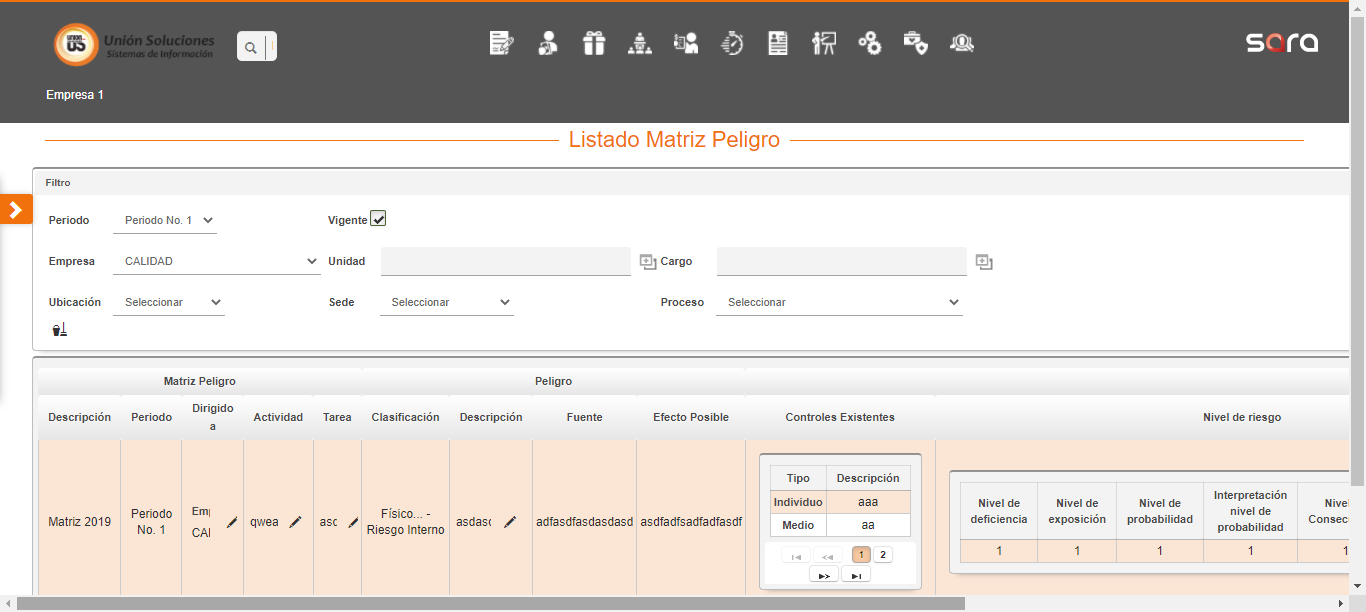 UNION
US
Unión Soluciones
Sistemas de Información
sara
Empresa 1
Listado Matriz Peligro
Filtro
Periodo Periodo No. 1 Vigente
Empresa CALIDAD Unidad Cargo
Ubicación Seleccionar Sede Seleccionar Proceso Seleccionar
Matriz Peligro Peligro
Descripción Periodo Dirigido a Actividad Tarea Clasificación Descripción Fuente Efecto Posible Controles Existentes Nivel de riesgo
Matriz 2019
Periodo No. 1
Emp
CAl
qwea
asc
Físico... - Riesgo Interno
asdasc
adfasdfasdasdasd
asdfadfsadfadfasdf
Tipo Descripción
Individuo aaa
Medio aa
1 2
Nivel de deficiencia
Nivel de exposición
Nivel de probabilidad
Interpretación nivel de probabilidad
Nivel
Consec
1 1 1 1 1